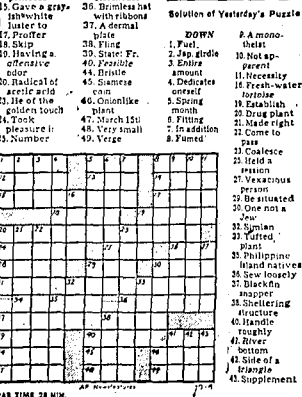 15. Gave a gray-
ish white
luster to
17. Proffer
18. Skip
19. Having a
offensive
odor
20. Radical of
acetic acid
23. He of the
golden touch
24. Took
pleasure in
25. Number
36. Brimless hat
with ribbons
37. A dermal
plate
38. Fling
39. State: Fr.
40. Feasible
44. Bristle
45. Siamese
coin
46. Onionlike
plant
47. March 15th
48. Very small
49. Verge
Solution of Yesterday's Puzzle
DOWN
1. Fuel
2. Jap. girdle
3. Entire
amount
4. Dedicates
oneself
5. Spring
month
6. Fitting
7. In addition
8. Fumed
9. A mono-
theist
10. Not ap-
parent
11. Necessity
16. Fresh-water
tortoise
19. Establish
20. Drug plant
21. Made right
22. Come to
pass
23. Coalesce
25. Held a
session
27. Vexatious
person
29. Be situated
30. One not a
Jew
32. Simian
33. Tufted
plant
35. Philippine
island natives
36. Sew loosely
37. Blackfin
snapper
38. Sheltering
structure
40. Handle
roughly
41. River
bottom
42. Side of a
triangle
43. Supplement
PAR TIME 28 MIN.
AP Newsfeatures